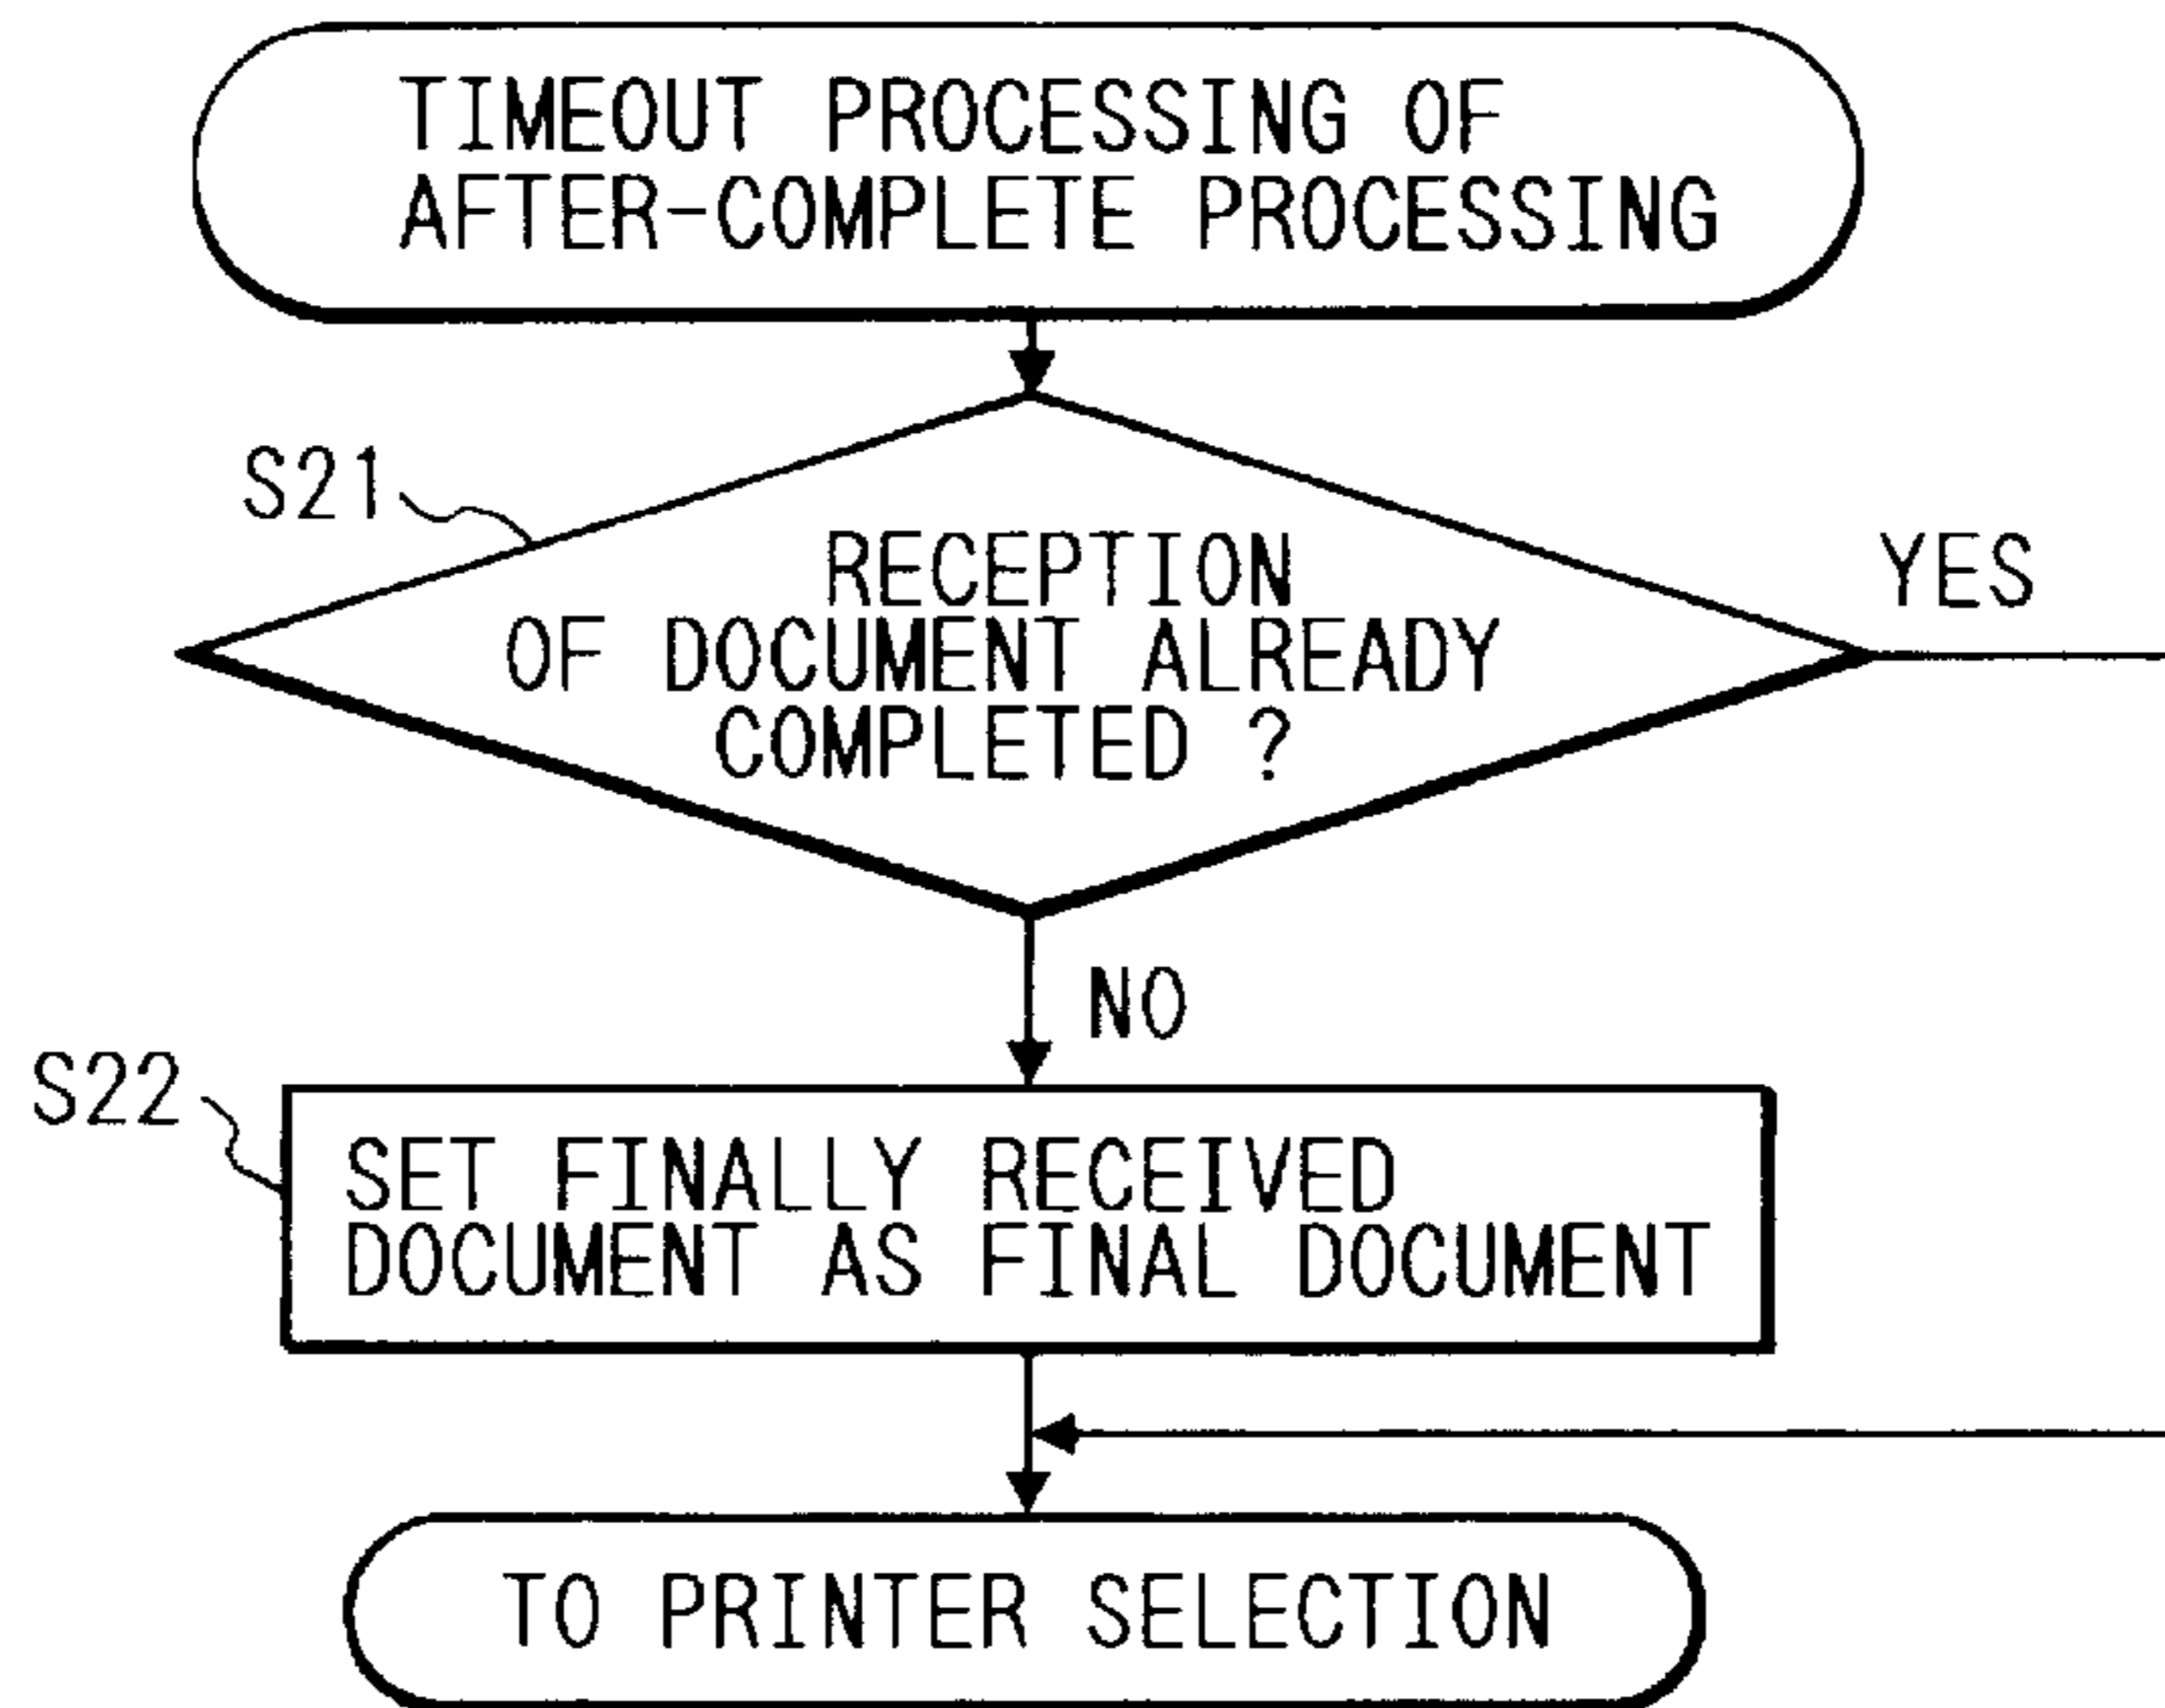 TIMEOUT PROCESSING OF
AFTER-COMPLETE PROCESSING
S21
RECEPTION
OF DOCUMENT ALREADY
COMPLETED ?
YES
NO
S22
SET FINALLY RECEIVED
DOCUMENT AS FINAL DOCUMENT
TO PRINTER SELECTION